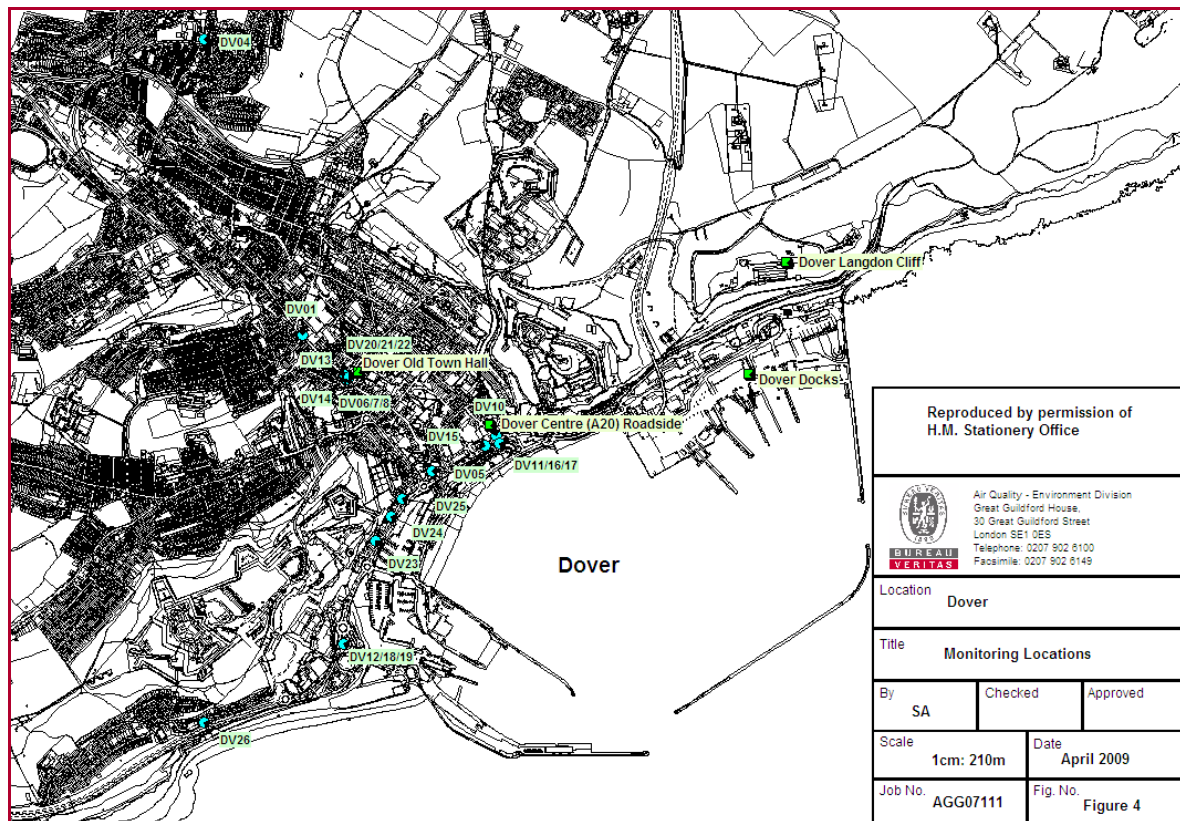 DV04
Dover Langdon Cliff
DV01
DV20/21/22
DV13
Dover Old Town Hall
Dover Docks
DV14
DV06/7/8
DV10
Dover Centre (A20) Roadside
DV15
DV11/16/17
DV05
DV25
DV24
DV23
Dover
DV12/18/19
DV26
Reproduced by permission of
H.M. Stationery Office
BUREAU
VERITAS
Air Quality - Environment Division
Great Guildford House,
30 Great Guildford Street
London SE1 0ES
Telephone: 0207 902 6100
Facsimile: 0207 902 6149
Location
Dover
Title
Monitoring Locations
By
SA
Checked
Approved
Scale
1cm: 210m
Date
April 2009
Job No.
AGG07111
Fig. No.
Figure 4